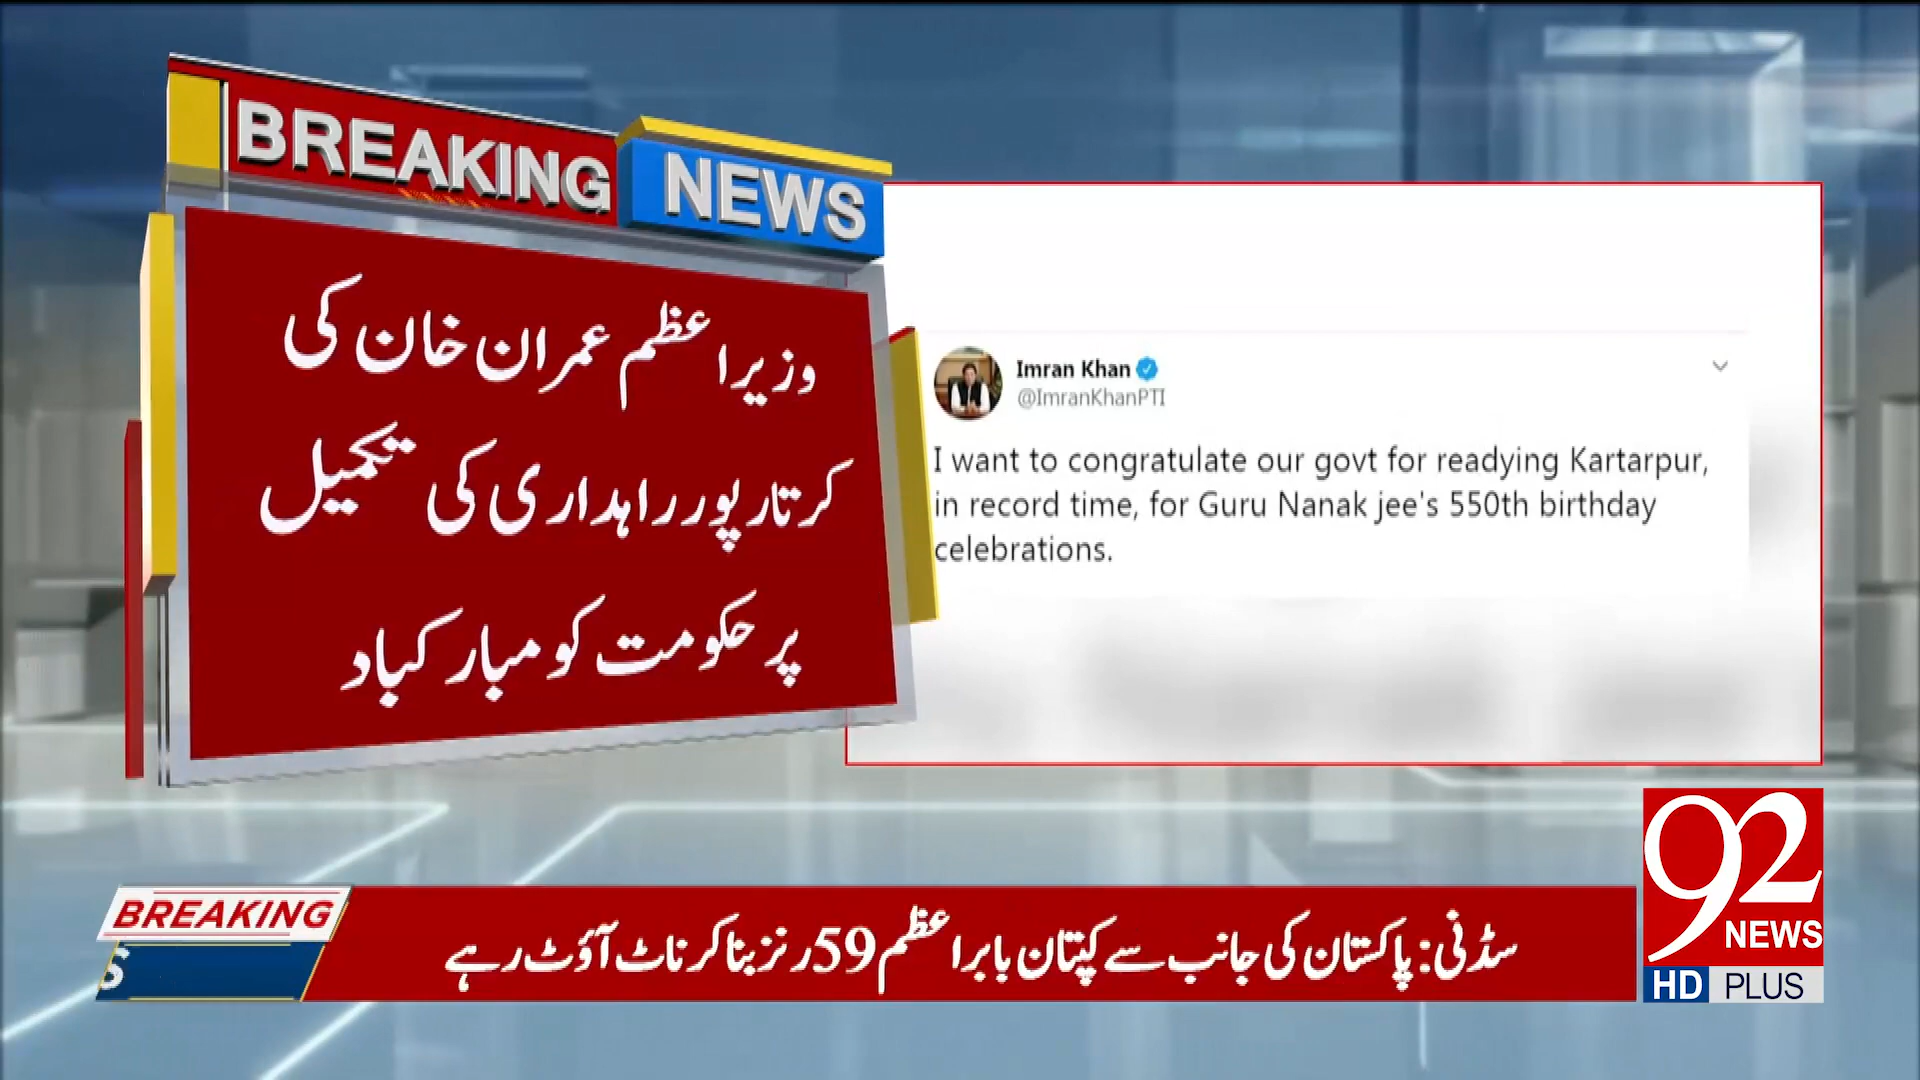 BREAKING NEWS
وزیراعظم عمران خان کی
کرتارپور راہداری کی تکمیل
پر حکومت کو مبارکباد
Imran Khan
@ImranKhanPTI
I want to congratulate our govt for readying Kartarpur,
in record time, for Guru Nanak jee's 550th birthday
celebrations.
BREAKING
S
سڈنی: پاکستان کی جانب سے کپتان بابراعظم 59 رنز بنا کر ناٹ آؤٹ رہے
92
NEWS
HD PLUS